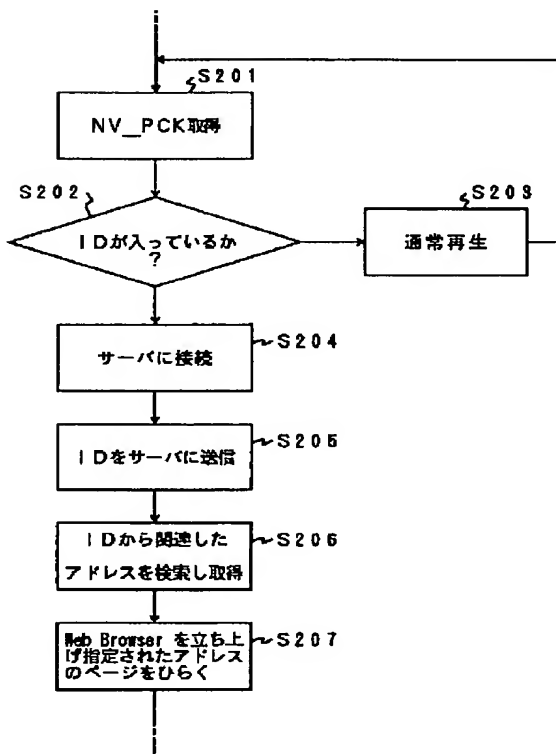 S201
NV_PCK取得
S202
IDが入っているか
?
S203
通常再生
サーバに接続
S204
IDをサーバに送信
S205
IDから関連した
アドレスを検索し取得
S206
Web Browser を立ち上
げ指定されたアドレス
のページをひらく
S207